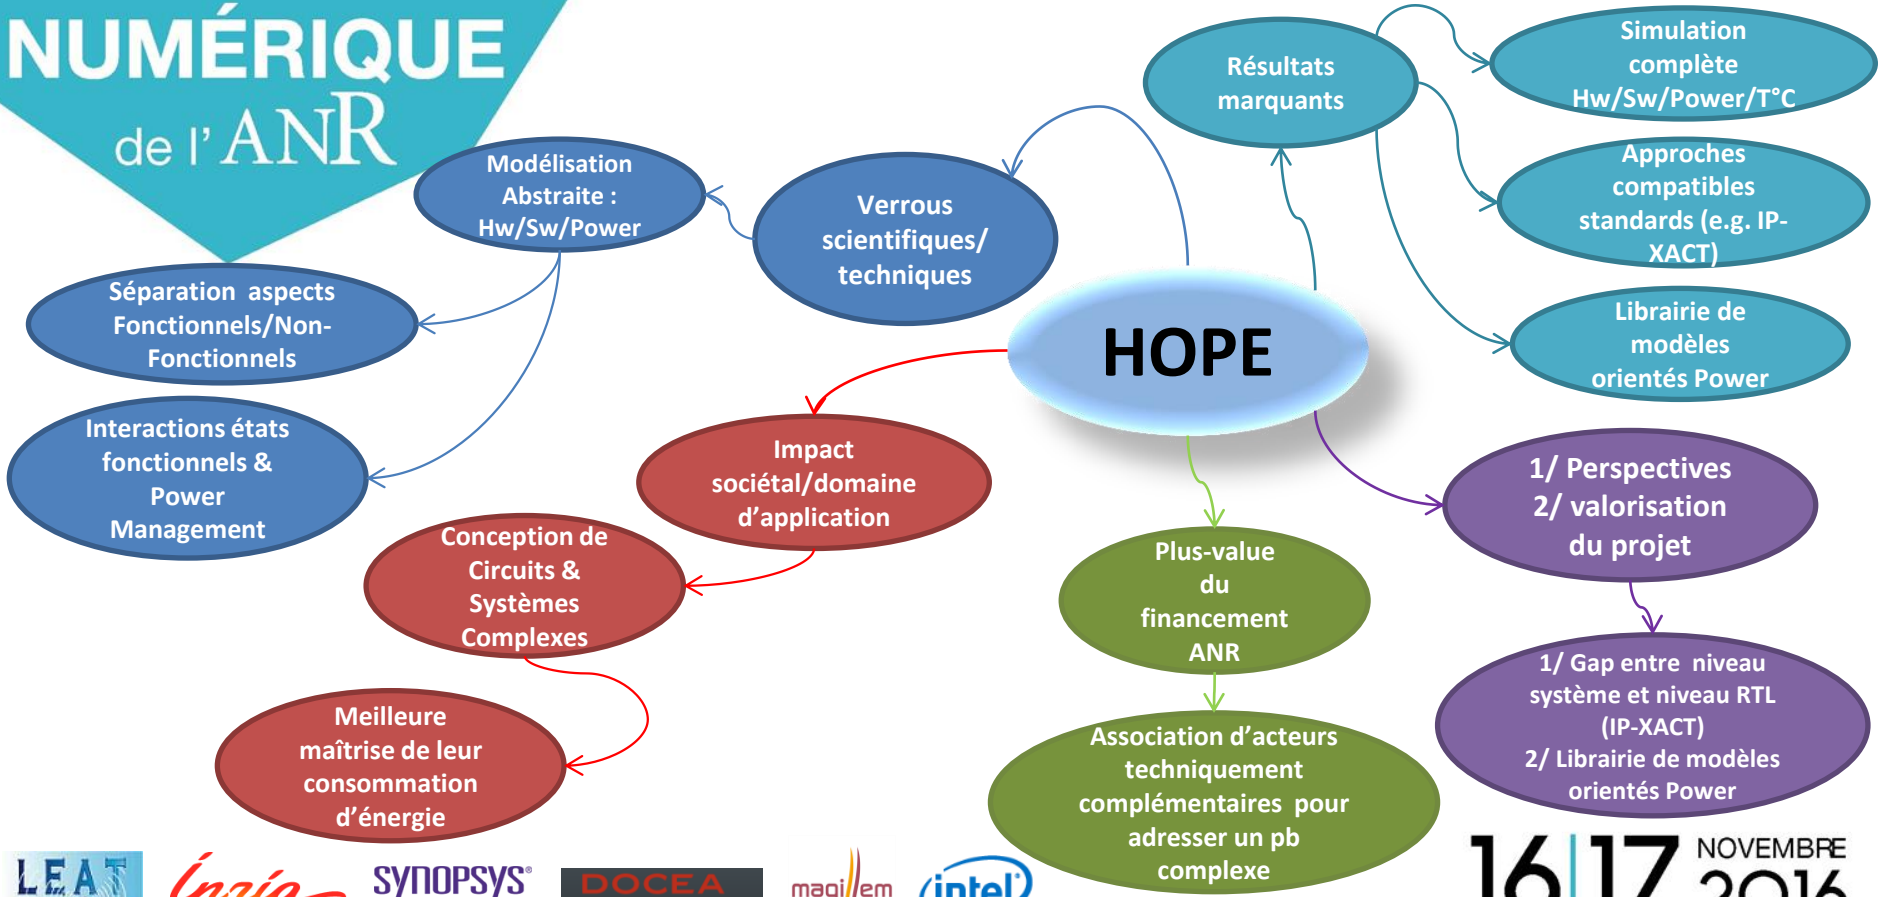 NUMÉRIQUE
de l'ANR
Résultats
marquants
Simulation
complète
Hw/Sw/Power/T°C
Approches
compatibles
standards (e.g. IP-
XACT)
Librairie de
modèles
orientés Power
Modélisation
Abstraite :
Hw/Sw/Power
Verrous
scientifiques/
techniques
Séparation aspects
Fonctionnels/Non-
Fonctionnels
Interactions états
fonctionnels &
Power
Management
HOPE
Impact
sociétal/domaine
d'application
Conception de
Circuits &
Systèmes
Complexes
Meilleure
maîtrise de leur
consommation
d'énergie
Plus-value
du
financement
ANR
Association d'acteurs
techniquement
complémentaires pour
adresser un pb
complexe
1/ Perspectives
2/ valorisation
du projet
1/ Gap entre niveau
système et niveau RTL
(IP-XACT)
2/ Librairie de modèles
orientés Power
LEAT
Inria
SYNOPSYS®
DOCEA
magillem
intel
16|17 NOVEMBRE
2016